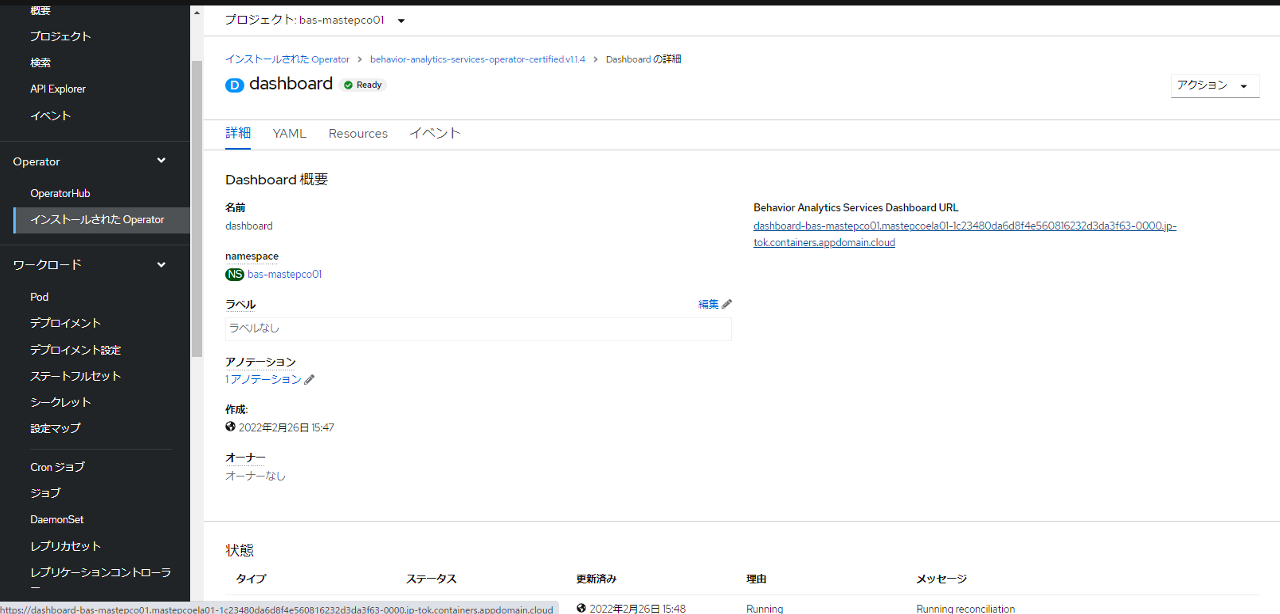 概要
プロジェクト
検索
API Explorer
イベント
Operator
OperatorHub
インストールされた Operator
ワークロード
Pod
デプロイメント
デプロイメント設定
ステートフルセット
シークレット
設定マップ
Cron ジョブ
ジョブ
DaemonSet
レプリカセット
レプリケーションコントローラ
ー
プロジェクト: bas-mastepco01
インストールされた Operator > behavior-analytics-services-operator-certified.v1.1.4 > Dashboard の詳細
D dashboard Ready
アクション
詳細 YAML Resources イベント
Dashboard 概要
名前
dashboard
namespace
NS bas-mastepco01
ラベル 編集
ラベルなし
アノテーション
1 アノテーション
作成:
2022年2月26日 15:47
オーナー
オーナーなし
Behavior Analytics Services Dashboard URL
dashboard-bas-mastepco01.mastepcoela01-1c23480da6d8f4e560816232d3da3f63-0000.jp-
tok.containers.appdomain.cloud
状態
タイプ ステータス 更新済み 理由 メッセージ
2022年2月26日 15:48 Running Running reconciliation
https://dashboard-bas-mastepco01.mastepcoela01-1c23480da6d8f4e560816232d3da3f63-0000.jp-tok.containers.appdomain.cloud